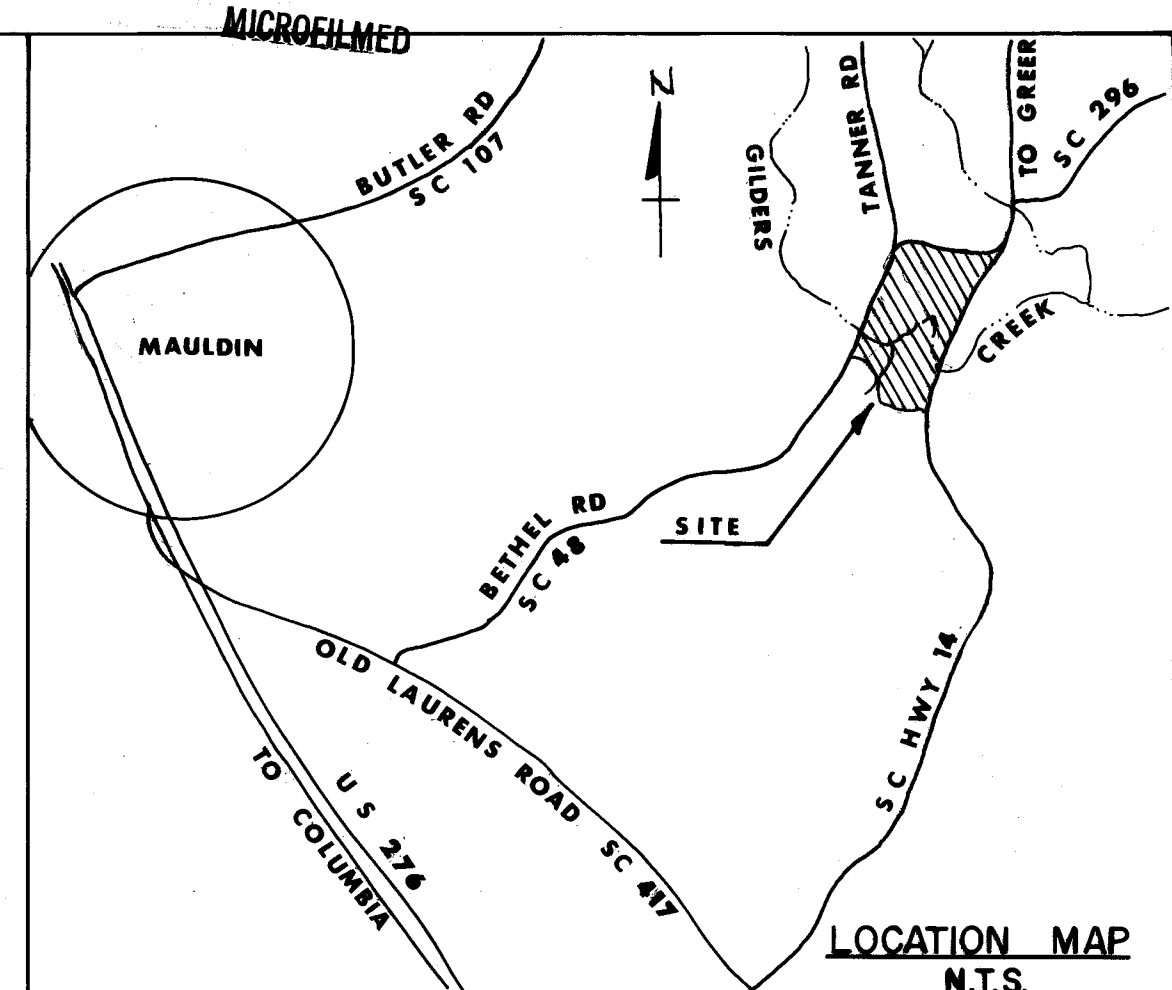 MICROFILMED
BUTLER RD
SC 107
N
GILDERS
TANNER RD
TO GREER
SC 296
MAULDIN
CREEK
BETHEL RD
SC 48
SITE
OLD LAURENS ROAD SC 417
SC HWY 14
US 276
TO COLUMBIA
LOCATION MAP
N.T.S.